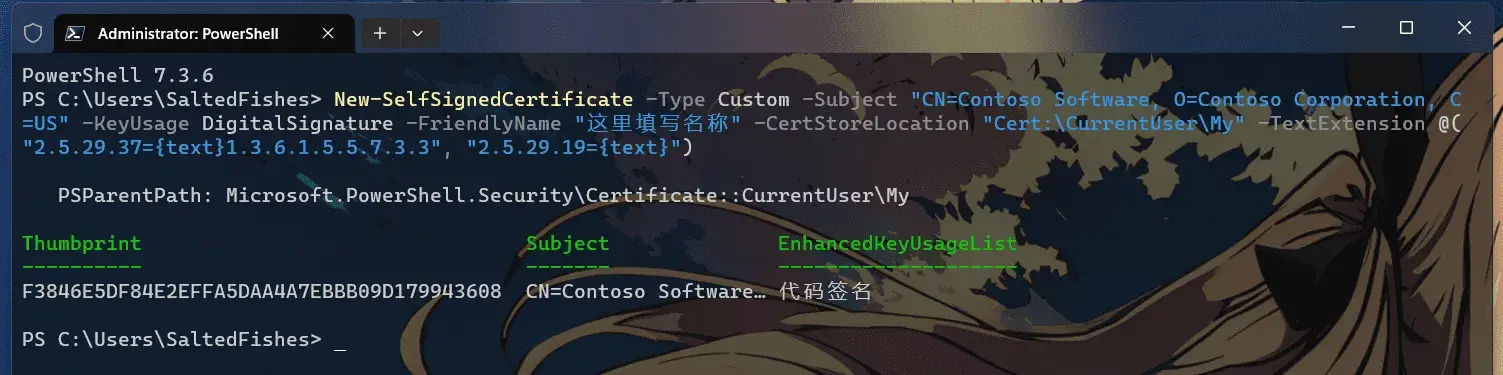 Administrator: PowerShell
PowerShell 7.3.6
PS C:\Users\SaltedFishes> New-SelfSignedCertificate -Type Custom -Subject "CN=Contoso Software, O=Contoso Corporation, C
=US" -KeyUsage DigitalSignature -FriendlyName "这里填写名称" -CertStoreLocation "Cert:\CurrentUser\My" -TextExtension @(
"2.5.29.37={text}1.3.6.1.5.5.7.3.3", "2.5.29.19={text}")
PSParentPath: Microsoft.PowerShell.Security\Certificate::CurrentUser\My
Thumbprint Subject EnhancedKeyUsageList
---------- ------- --------------------
F3846E5DF84E2EFFA5DAA4A7EBBB09D179943608 CN=Contoso Software… 代码签名
PS C:\Users\SaltedFishes> _